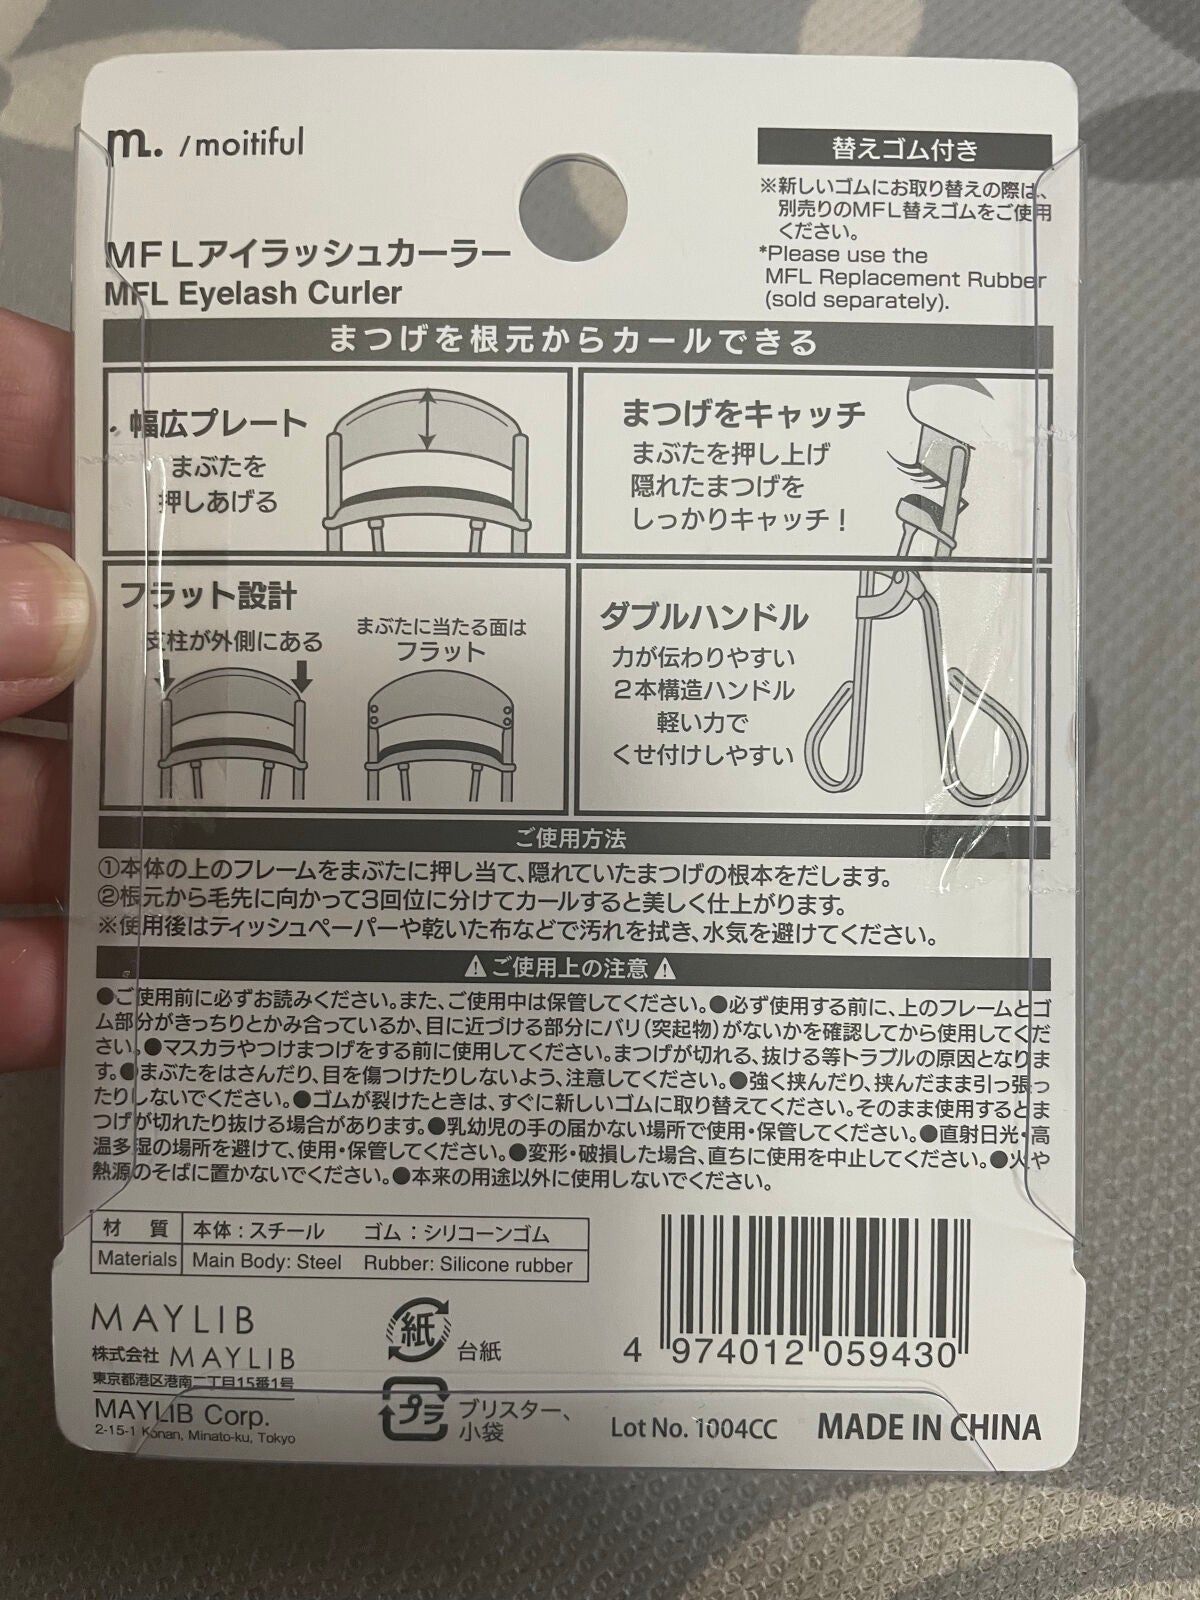 m. /moitiful
替えゴム付き
※新しいゴムにお取り替えの際は、
別売りのMFL替えゴムをご使用
ください。
*Please use the
MFL Replacement Rubber
(sold separately).
MFLアイラッシュカーラー
MFL Eyelash Curler
まつげを根元からカールできる
幅広プレート
まぶたを
押しあげる
まつげをキャッチ
まぶたを押し上げ
隠れたまつげを
しっかりキャッチ！
フラット設計
支柱が外側にある
まぶたに当たる面は
フラット
ダブルハンドル
力が伝わりやすい
2本構造ハンドル
軽い力で
くせ付けしやすい
ご使用方法
①本体の上のフレームをまぶたに押し当て、隠れていたまつげの根本をだします。
②根元から毛先に向かって3回位に分けてカールすると美しく仕上がります。
※使用後はティッシュペーパーや乾いた布などで汚れを拭き、水気を避けてください。
⚠ご使用上の注意⚠
●ご使用前に必ずお読みください。また、ご使用中は保管してください。●必ず使用する前に、上のフレームとゴ
ム部分がきっちりとかみ合っているか、目に近づける部分にバリ(突起物)がないかを確認してから使用してくだ
さい。●マスカラやつけまつげをする前に使用してください。まつげが切れる、抜ける等トラブルの原因となりま
す。●まぶたをはさんだり、目を傷つけたりしないよう、注意してください。●強く挟んだり、挟んだまま引っ張っ
たりしないでください。●ゴムが裂けたときは、すぐに新しいゴムに取り替えてください。そのまま使用するとま
つげが切れたり抜ける場合があります。●乳幼児の手の届かない場所で使用・保管してください。●直射日光・高
温多湿の場所を避けて、使用・保管してください。●変形・破損した場合、直ちに使用を中止してください。●火や
熱源のそばに置かないでください。●本来の用途以外に使用しないでください。
材 質 本体：スチール ゴム：シリコーンゴム
Materials Main Body: Steel Rubber: Silicone rubber
MAYLIB
株式会社 MAYLIB
東京都港区港南二丁目15番1号
MAYLIB Corp.
2-15-1 Konan, Minato-ku, Tokyo
紙 台紙
プラ ブリスター、
小袋
4 974012 059430
Lot No. 1004CC MADE IN CHINA